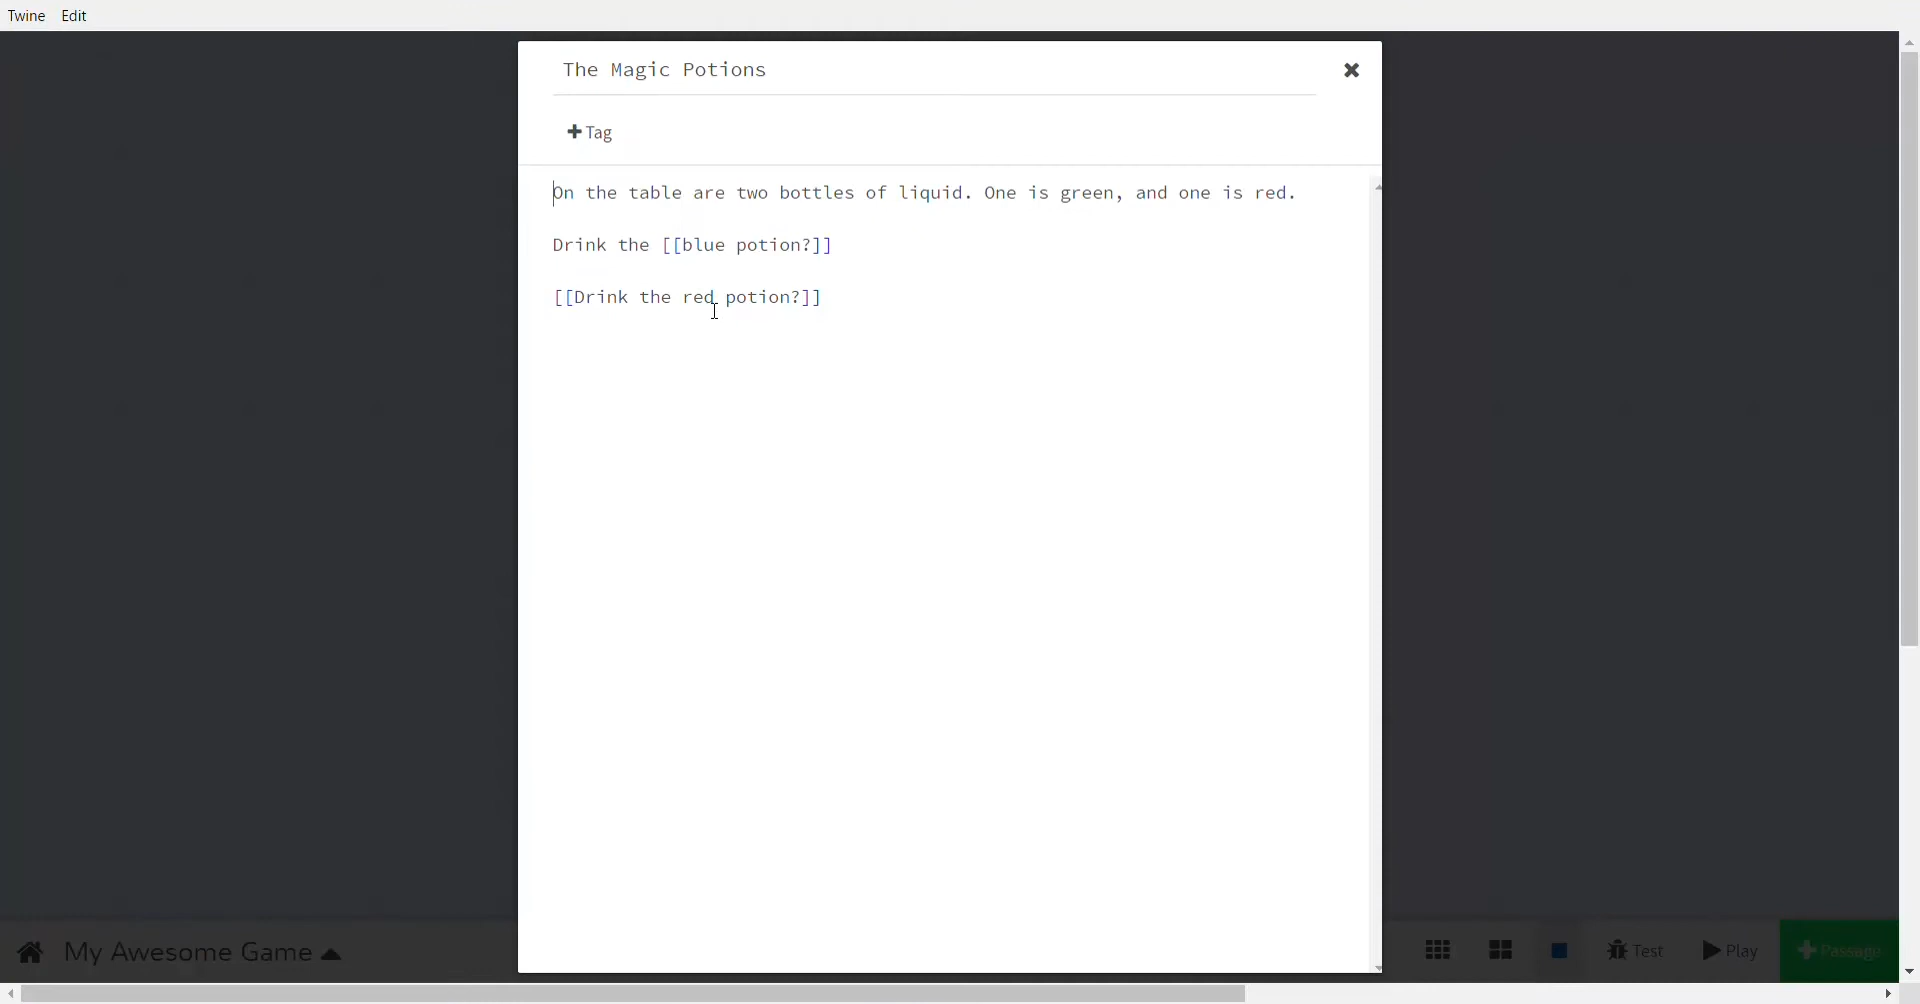 Twine Edit
The Magic Potions
Tag
On the table are two bottles of liquid. One is green, and one is red.
Drink the [[blue potion?]]
[[Drink the red potion?]]
My Awesome Game
Test
Play
Passage